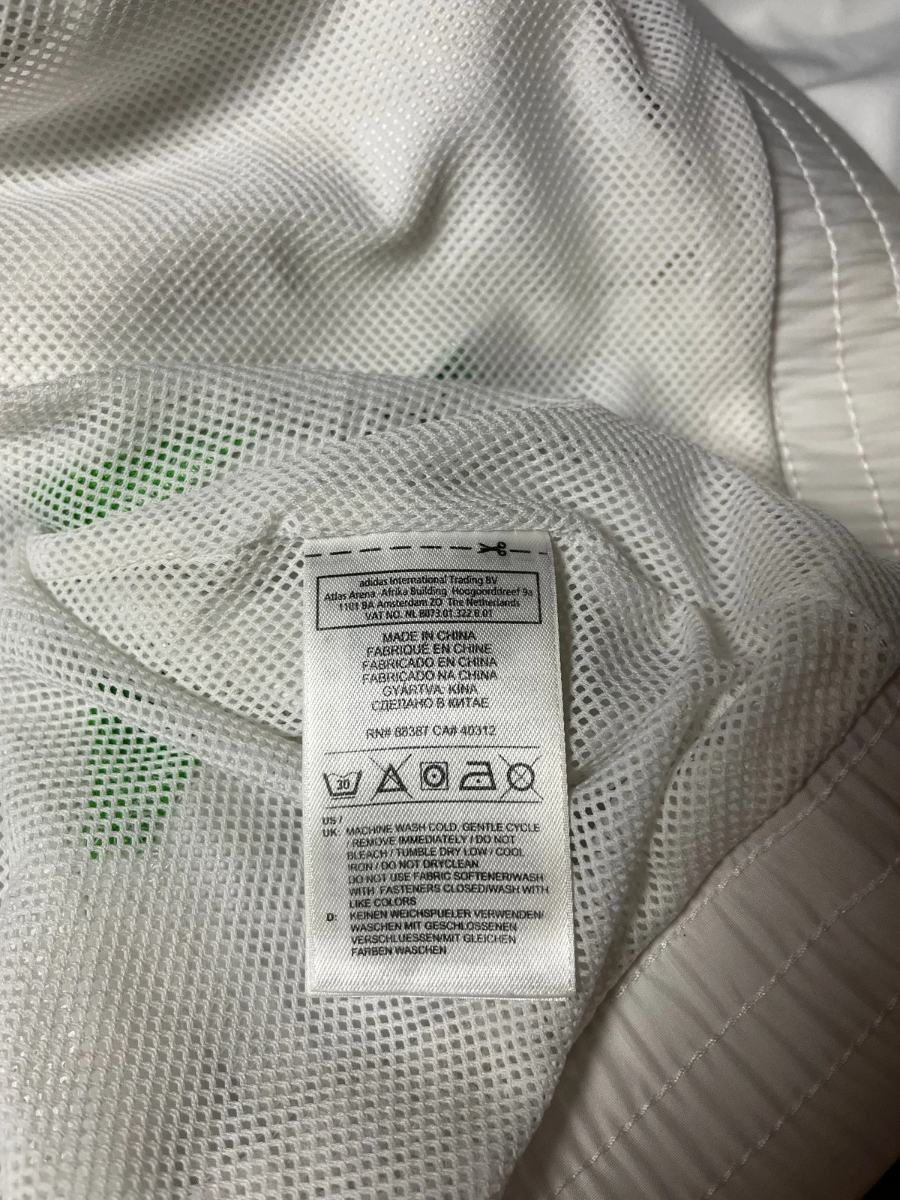 adidas International Trading BV
Atlas Arena -Afrika Building Hoogoorddreef 9a
1101 BA Amsterdam ZO The Netherlands
VAT NO. NL 8073.01.322.B.01
MADE IN CHINA
FABRIQUE EN CHINE
FABRICADO EN CHINA
FABRICADO NA CHINA
GYÁRTVA: KÍNA
СДЕЛАНО В КИТАЕ
RN# 88387 CA# 40312
30
US /
UK: MACHINE WASH COLD, GENTLE CYCLE
/ REMOVE IMMEDIATELY / DO NOT
BLEACH / TUMBLE DRY LOW / COOL
IRON / DO NOT DRYCLEAN
DO NOT USE FABRIC SOFTENER/WASH
WITH FASTENERS CLOSED/WASH WITH
LIKE COLORS
D: KEINEN WEICHSPUELER VERWENDEN/
WASCHEN MIT GESCHLOSSENEN
VERSCHLUESSEN/MIT GLEICHEN
FARBEN WASCHEN